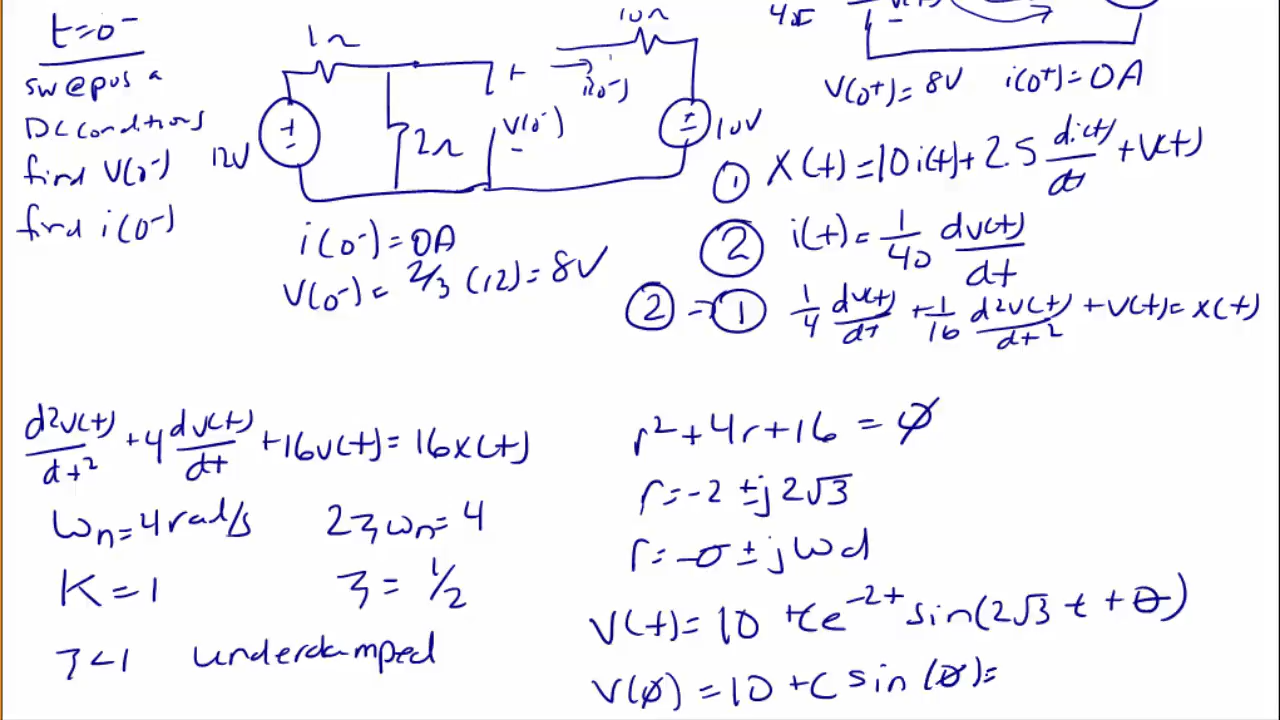 t=0⁻
sw @ pos a
DC conditions
find V(0⁻)
find i(0⁻)
1Ω
12V
+
−
2Ω
+
V(0⁻)
−
10Ω
i(0⁻)
±
10V
i(0⁻) = 0A
V(0⁻) = 2/3 (12) = 8V
−
V(0⁺) = 8V i(0⁺) = 0A
① X(t) = 10 i(t) + 2.5 di(t)/dt + V(t)
② i(t) = 1/40 dv(t)/dt
② → ① 1/4 dv(t)/dt + 1/16 d2v(t)/dt² + v(t) = x(t)
d²v(t)/dt² + 4 dv(t)/dt + 16v(t) = 16x(t)
ωn = 4 rad/s 2ζωn = 4
K = 1 ζ = 1/2
ζ < 1 underdamped
r² + 4r + 16 = 0
r = -2 ± j 2√3
r = -σ ± j ωd
V(t) = 10 + ce^-2t sin(2√3 t + θ)
V(0) = 10 + C sin(θ) =